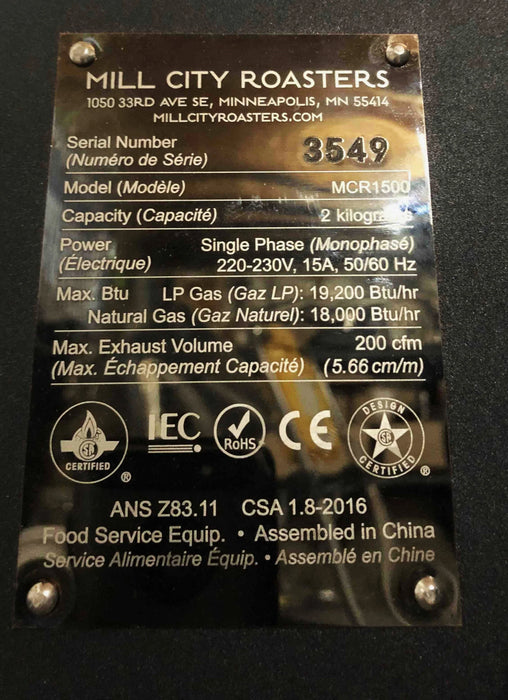 MILL CITY ROASTERS
1050 33RD AVE SE, MINNEAPOLIS, MN 55414
MILLCITYROASTERS.COM
Serial Number 3549
(Numéro de Série)
Model (Modèle) MCR1500
Capacity (Capacité) 2 kilograms
Power Single Phase (Monophasé)
(Électrique) 220-230V, 15A, 50/60 Hz
Max. Btu LP Gas (Gaz LP): 19,200 Btu/hr
Natural Gas (Gaz Naturel): 18,000 Btu/hr
Max. Exhaust Volume 200 cfm
(Max. Échappement Capacité) (5.66 cm/m)
CERTIFIED ® IEC RoHS CE DESIGN CERTIFIED ®
ANS Z83.11 CSA 1.8-2016
Food Service Equip. • Assembled in China
Service Alimentaire Équip. • Assemblé en Chine